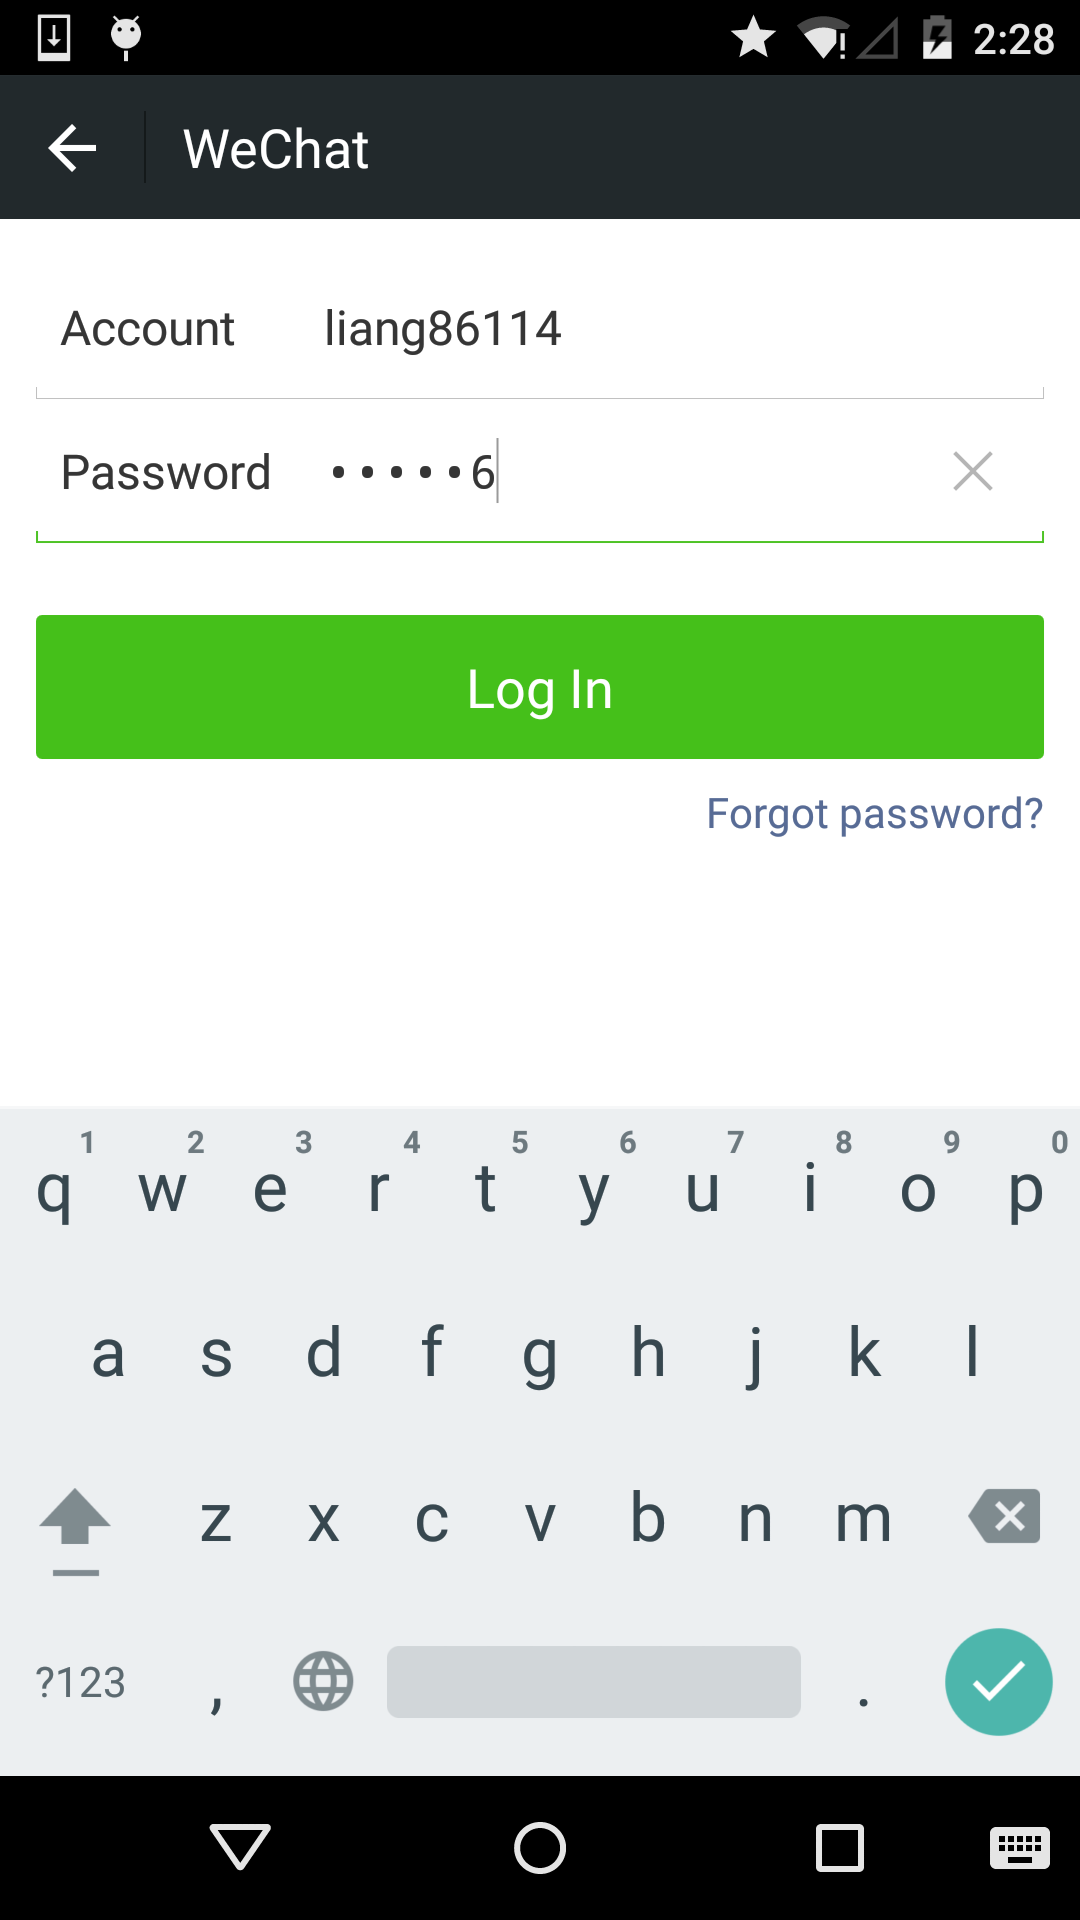 2:28
WeChat
Account liang86114
Password •••••6
Log In
Forgot password?
1 2 3 4 5 6 7 8 9 0
q w e r t y u i o p
a s d f g h j k l
z x c v b n m
?123 , .